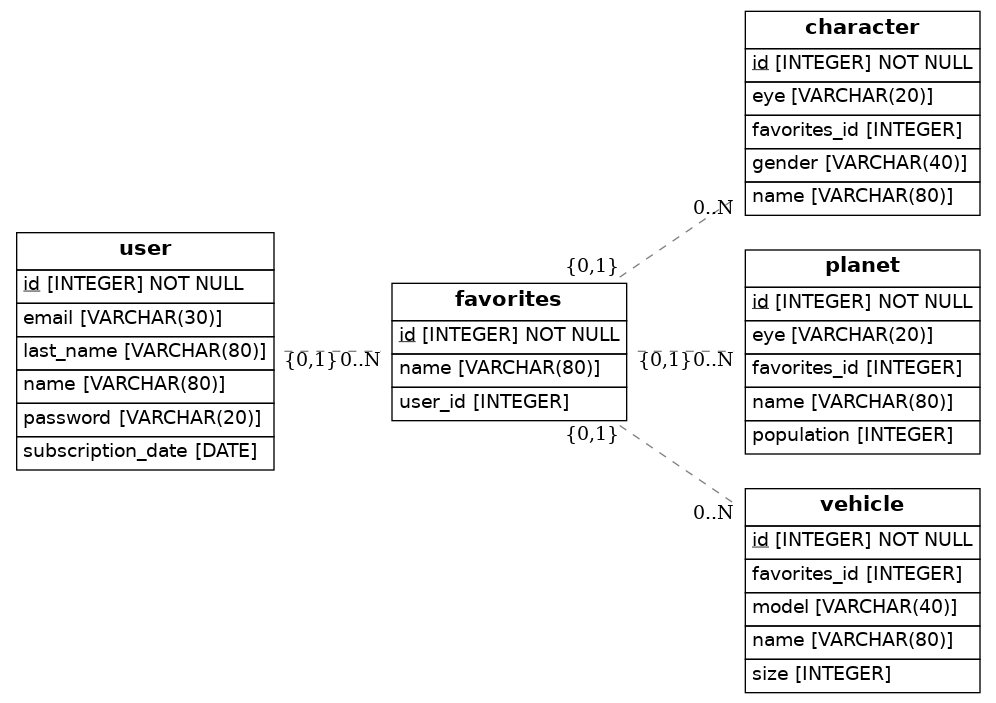 user
id [INTEGER] NOT NULL
email [VARCHAR(30)]
last_name [VARCHAR(80)]
name [VARCHAR(80)]
password [VARCHAR(20)]
subscription_date [DATE]
{0,1}
0..N
favorites
id [INTEGER] NOT NULL
name [VARCHAR(80)]
user_id [INTEGER]
{0,1}
0..N
{0,1}
0..N
{0,1}
0..N
character
id [INTEGER] NOT NULL
eye [VARCHAR(20)]
favorites_id [INTEGER]
gender [VARCHAR(40)]
name [VARCHAR(80)]
planet
id [INTEGER] NOT NULL
eye [VARCHAR(20)]
favorites_id [INTEGER]
name [VARCHAR(80)]
population [INTEGER]
vehicle
id [INTEGER] NOT NULL
favorites_id [INTEGER]
model [VARCHAR(40)]
name [VARCHAR(80)]
size [INTEGER]